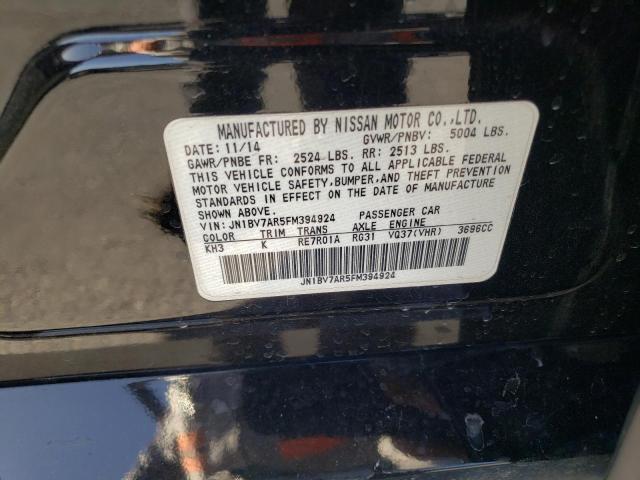 MANUFACTURED BY NISSAN MOTOR CO.,LTD.
DATE: 11/14 GVWR/PNBV: 5004 LBS.
GAWR/PNBE FR: 2524 LBS. RR: 2513 LBS.
THIS VEHICLE CONFORMS TO ALL APPLICABLE FEDERAL
MOTOR VEHICLE SAFETY,BUMPER,AND THEFT PREVENTION
STANDARDS IN EFFECT ON THE DATE OF MANUFACTURE
SHOWN ABOVE.
VIN: JN1BV7AR5FM394924 PASSENGER CAR
COLOR TRIM TRANS AXLE ENGINE
KH3 K RE7R01A RG31 VQ37(VHR) 3696CC
JN1BV7AR5FM394924